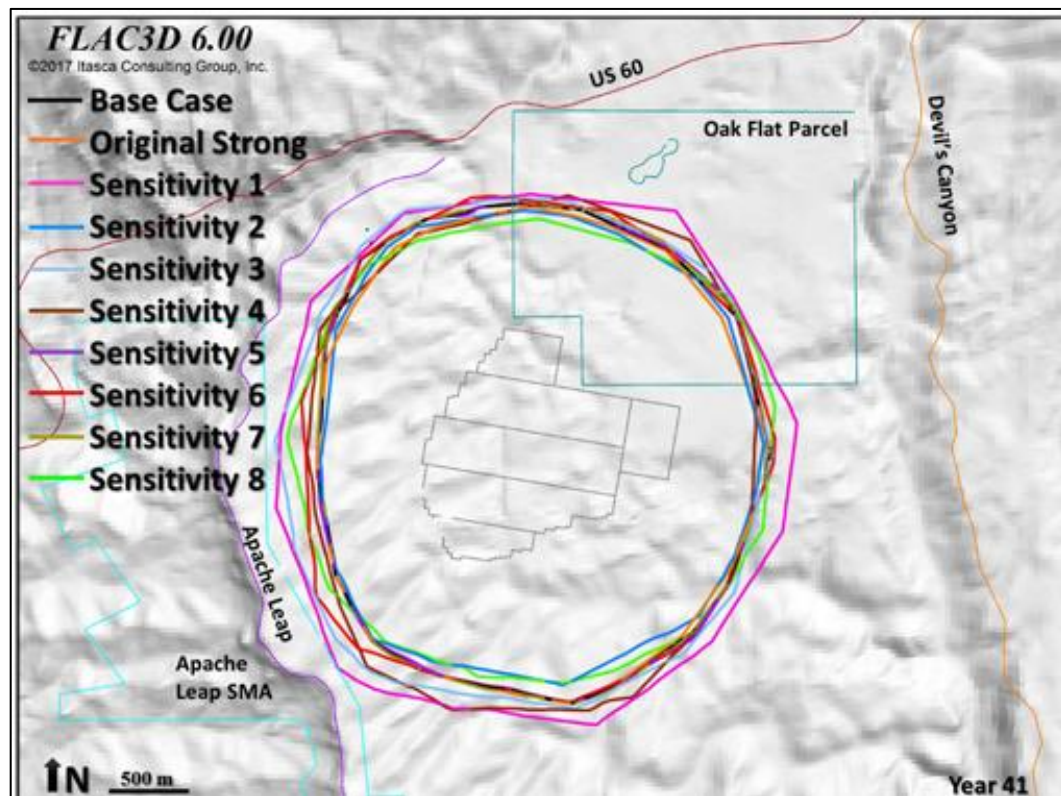 FLAC3D 6.00
©2017 Itasca Consulting Group, Inc.
Base Case
Original Strong
Sensitivity 1
Sensitivity 2
Sensitivity 3
Sensitivity 4
Sensitivity 5
Sensitivity 6
Sensitivity 7
Sensitivity 8
US 60
Oak Flat Parcel
Devil's Canyon
Apache Leap
Apache
Leap SMA
N
500 m
Year 41